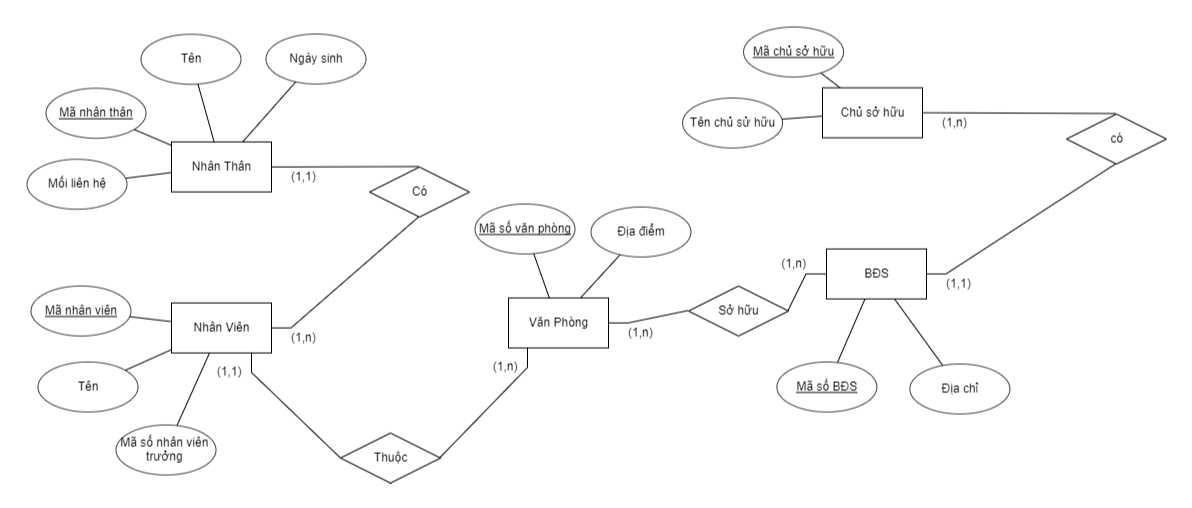 Tên
Ngày sinh
Mã nhân thân
Mối liên hệ
Nhân Thân
(1,1)
Có
Mã chủ sở hữu
Tên chủ sử hữu
Chủ sở hữu
(1,n)
có
Mã số văn phòng
Địa điểm
Văn Phòng
(1,n)
Sở hữu
(1,n)
BĐS
(1,1)
Mã số BĐS
Địa chỉ
Mã nhân viên
Nhân Viên
(1,n)
Tên
(1,1)
Mã số nhân viên
trưởng
Thuộc
(1,n)